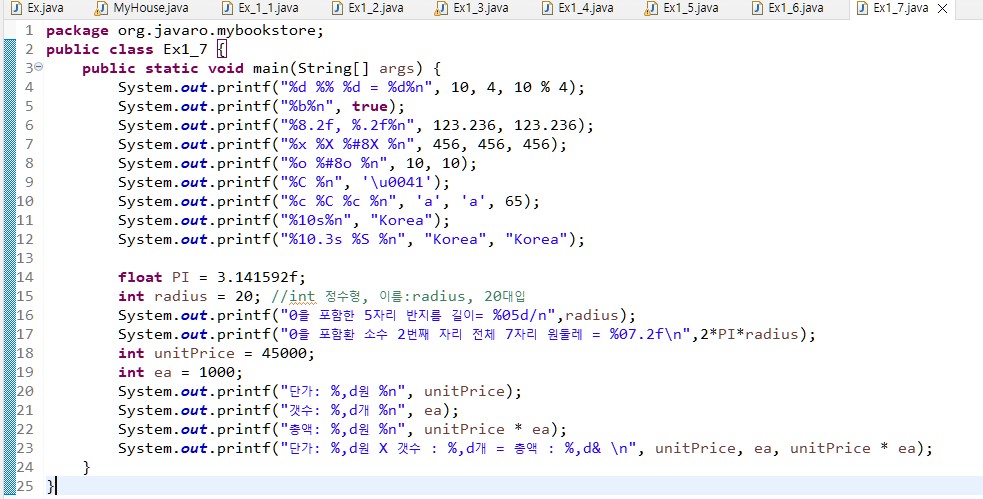 Ex.java MyHouse.java Ex_1_1.java Ex1_2.java Ex1_3.java Ex1_4.java Ex1_5.java Ex1_6.java Ex1_7.java
1 package org.javaro.mybookstore;
2 public class Ex1_7 {
3 public static void main(String[] args) {
4 System.out.printf("%d %% %d = %d%n", 10, 4, 10 % 4);
5 System.out.printf("%b%n", true);
6 System.out.printf("%8.2f, %.2f%n", 123.236, 123.236);
7 System.out.printf("%x %X %#8X %n", 456, 456, 456);
8 System.out.printf("%o %#8o %n", 10, 10);
9 System.out.printf("%C %n", '\u0041');
10 System.out.printf("%c %C %c %n", 'a', 'a', 65);
11 System.out.printf("%10s%n", "Korea");
12 System.out.printf("%10.3s %S %n", "Korea", "Korea");
13
14 float PI = 3.141592f;
15 int radius = 20; //int 정수형, 이름:radius, 20대입
16 System.out.printf("0을 포함한 5자리 반지름 길이= %05d/n",radius);
17 System.out.printf("0을 포함환 소수 2번째 자리 전체 7자리 원둘레 = %07.2f\n",2*PI*radius);
18 int unitPrice = 45000;
19 int ea = 1000;
20 System.out.printf("단가: %,d원 %n", unitPrice);
21 System.out.printf("갯수: %,d개 %n", ea);
22 System.out.printf("총액: %,d원 %n", unitPrice * ea);
23 System.out.printf("단가: %,d원 X 갯수 : %,d개 = 총액 : %,d& \n", unitPrice, ea, unitPrice * ea);
24 }
25 }